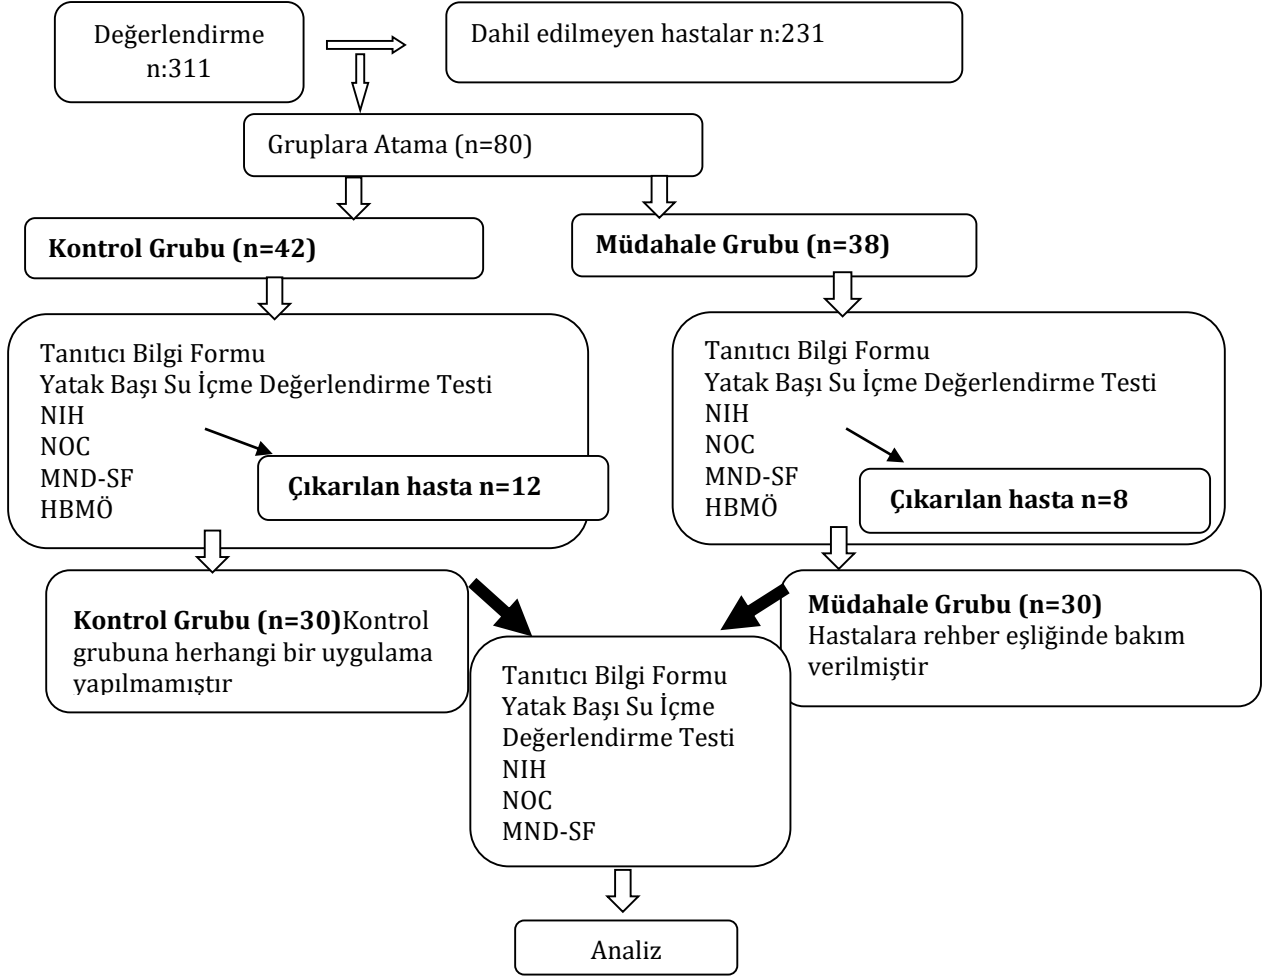 Değerlendirme
n:311
Dahil edilmeyen hastalar n:231
Gruplara Atama (n=80)
Kontrol Grubu (n=42)
Müdahale Grubu (n=38)
Tanıtıcı Bilgi Formu
Yatak Başı Su İçme Değerlendirme Testi
NIH
NOC
MND-SF
HBMÖ
Çıkarılan hasta n=12
Tanıtıcı Bilgi Formu
Yatak Başı Su İçme Değerlendirme Testi
NIH
NOC
MND-SF
HBMÖ
Çıkarılan hasta n=8
Kontrol Grubu (n=30)Kontrol
grubuna herhangi bir uygulama
yapılmamıştır
Müdahale Grubu (n=30)
Hastalara rehber eşliğinde bakım
verilmiştir
Tanıtıcı Bilgi Formu
Yatak Başı Su İçme
Değerlendirme Testi
NIH
NOC
MND-SF
Analiz